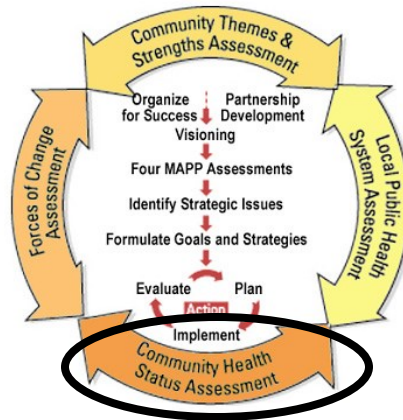 Community Themes &
Strengths Assessment
Organize
for Success
Partnership
Development
Visioning
Four MAPP Assessments
Identify Strategic Issues
Formulate Goals and Strategies
Evaluate
Plan
Action
Implement
Forces of Change
Assessment
Local Public Health
System Assessment
Community Health
Status Assessment